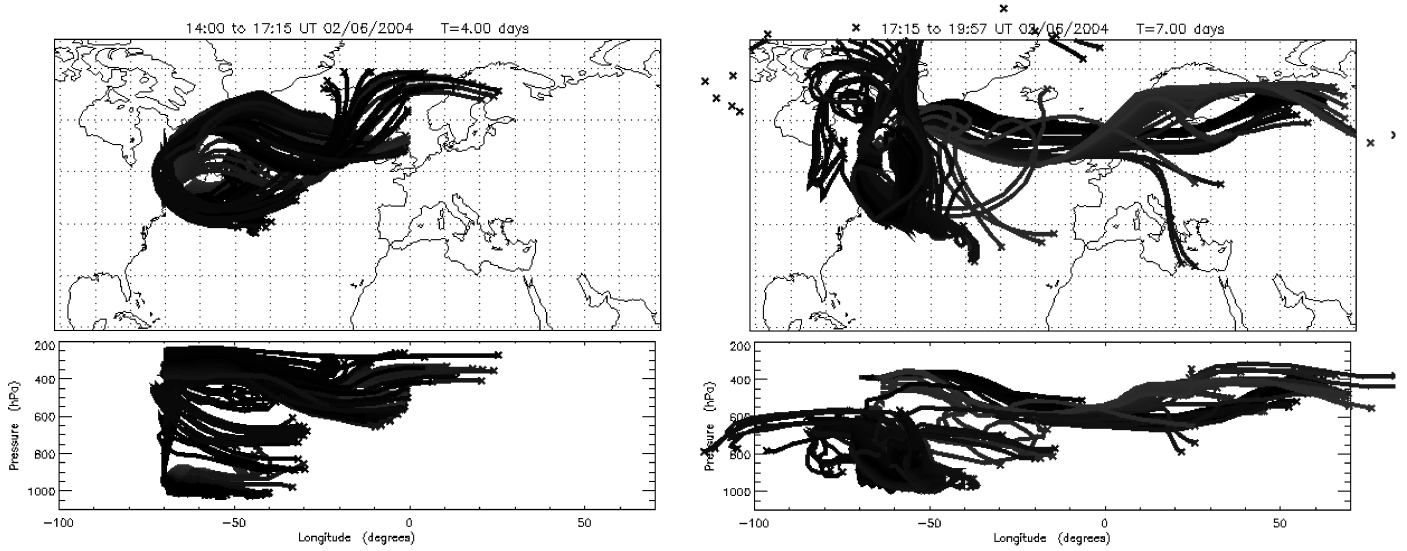 14:00 to 17:15 UT 02/06/2004 T=4.00 days
200
400
600
800
1000
Pressure (hPa)
-100 -50 0 50
Longitude (degrees)
17:15 to 19:57 UT 02/06/2004 T=7.00 days
200
400
600
800
1000
Pressure (hPa)
-100 -50 0 50
Longitude (degrees)